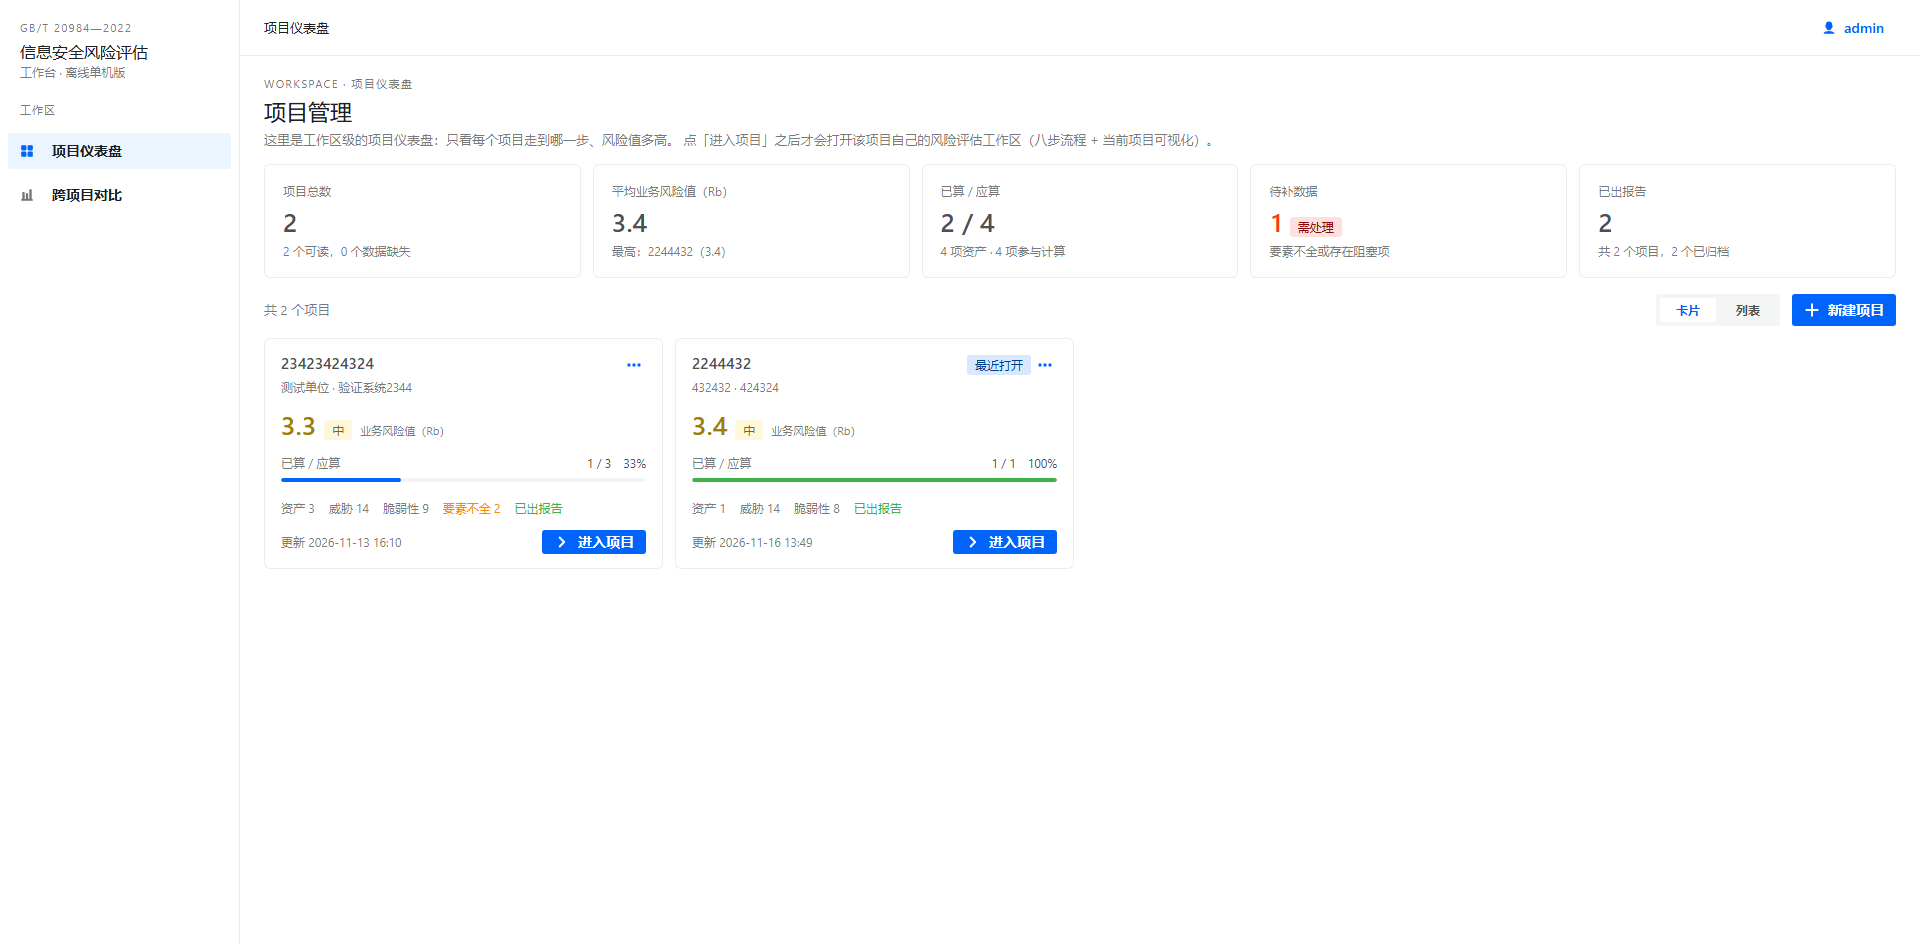 GB/T 20984—2022
信息安全风险评估
工作台 · 离线单机版
工作区
项目仪表盘
跨项目对比
项目仪表盘
admin
WORKSPACE · 项目仪表盘
项目管理
这里是工作区级的项目仪表盘：只看每个项目走到哪一步、风险值多高。 点「进入项目」之后才会打开该项目自己的风险评估工作区（八步流程 + 当前项目可视化）。
项目总数
2
2 个可读，0 个数据缺失
平均业务风险值（Rb）
3.4
最高：2244432（3.4）
已算 / 应算
2 / 4
4 项资产 · 4 项参与计算
待补数据
1 需处理
要素不全或存在阻塞项
已出报告
2
共 2 个项目，2 个已归档
共 2 个项目
卡片 列表 新建项目
23423424324
测试单位 · 验证系统2344
3.3 中 业务风险值（Rb）
已算 / 应算 1 / 3 33%
资产 3 威胁 14 脆弱性 9 要素不全 2 已出报告
更新 2026-11-13 16:10 进入项目
2244432 最近打开
432432 · 424324
3.4 中 业务风险值（Rb）
已算 / 应算 1 / 1 100%
资产 1 威胁 14 脆弱性 8 已出报告
更新 2026-11-16 13:49 进入项目